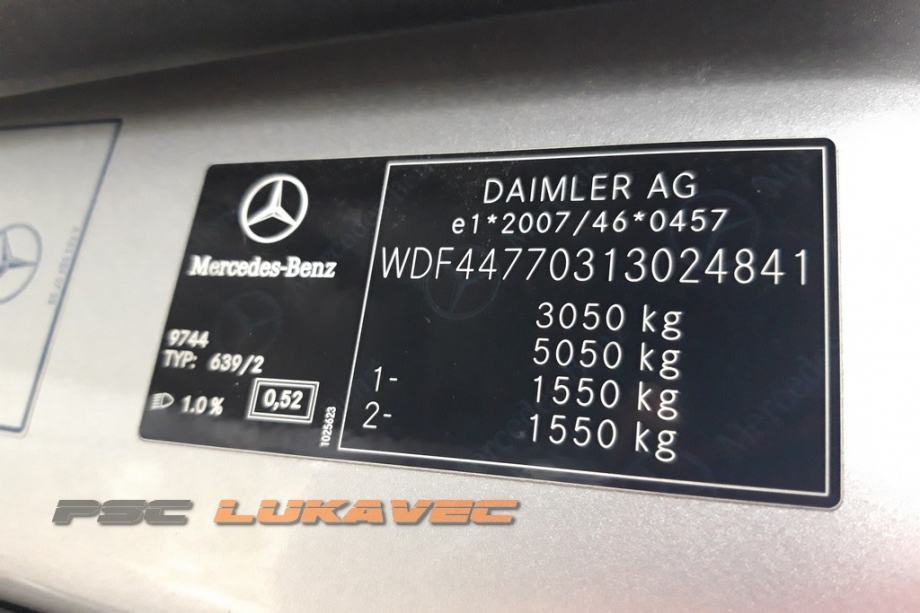 Mercedes-Benz
9744
TYP: 639/2
1.0 %
0,52
1025623
DAIMLER AG
e1*2007/46*0457
WDF44770313024841
3050 kg
5050 kg
1- 1550 kg
2- 1550 kg
PSC LUKAVEC